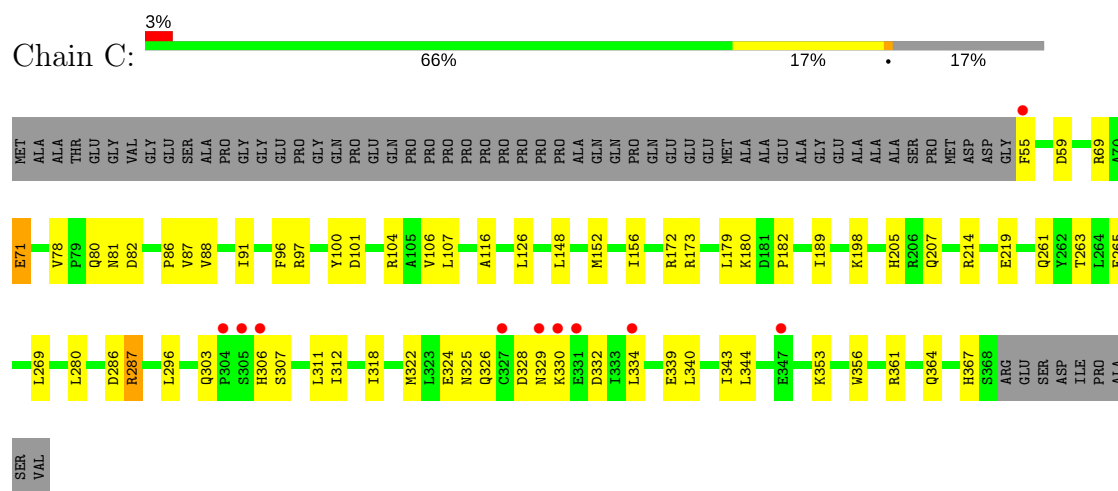 3%
Chain C:
66% 17% • 17%
MET ALA ALA THR GLU GLY VAL GLY GLU SER ALA PRO GLY GLY GLU PRO GLY GLN PRO GLU GLN PRO PRO PRO PRO PRO PRO PRO PRO ALA GLN GLN PRO GLN GLU GLU GLU MET ALA ALA GLU ALA GLY GLU ALA ALA ALA SER PRO MET ASP ASP GLY F55 D59 R69 A70
E71 V78 P79 Q80 N81 D82 P86 V87 V88 I91 F96 R97 Y100 D101 R104 A105 V106 L107 A116 L126 L148 M152 I156 R172 R173 L179 K180 D181 P182 I189 K198 H205 R206 Q207 R214 E219 Q261 Y262 T263 L264
L269 L280 D286 R287 L296 Q303 P304 S305 H306 S307 L311 I312 I318 M322 L323 E324 N325 Q326 C327 D328 N329 K330 E331 D332 I333 L334 E339 L340 I343 L344 E347 K353 W356 R361 Q364 H367 S368 ARG GLU SER ASP ILE PRO ALA
SER VAL